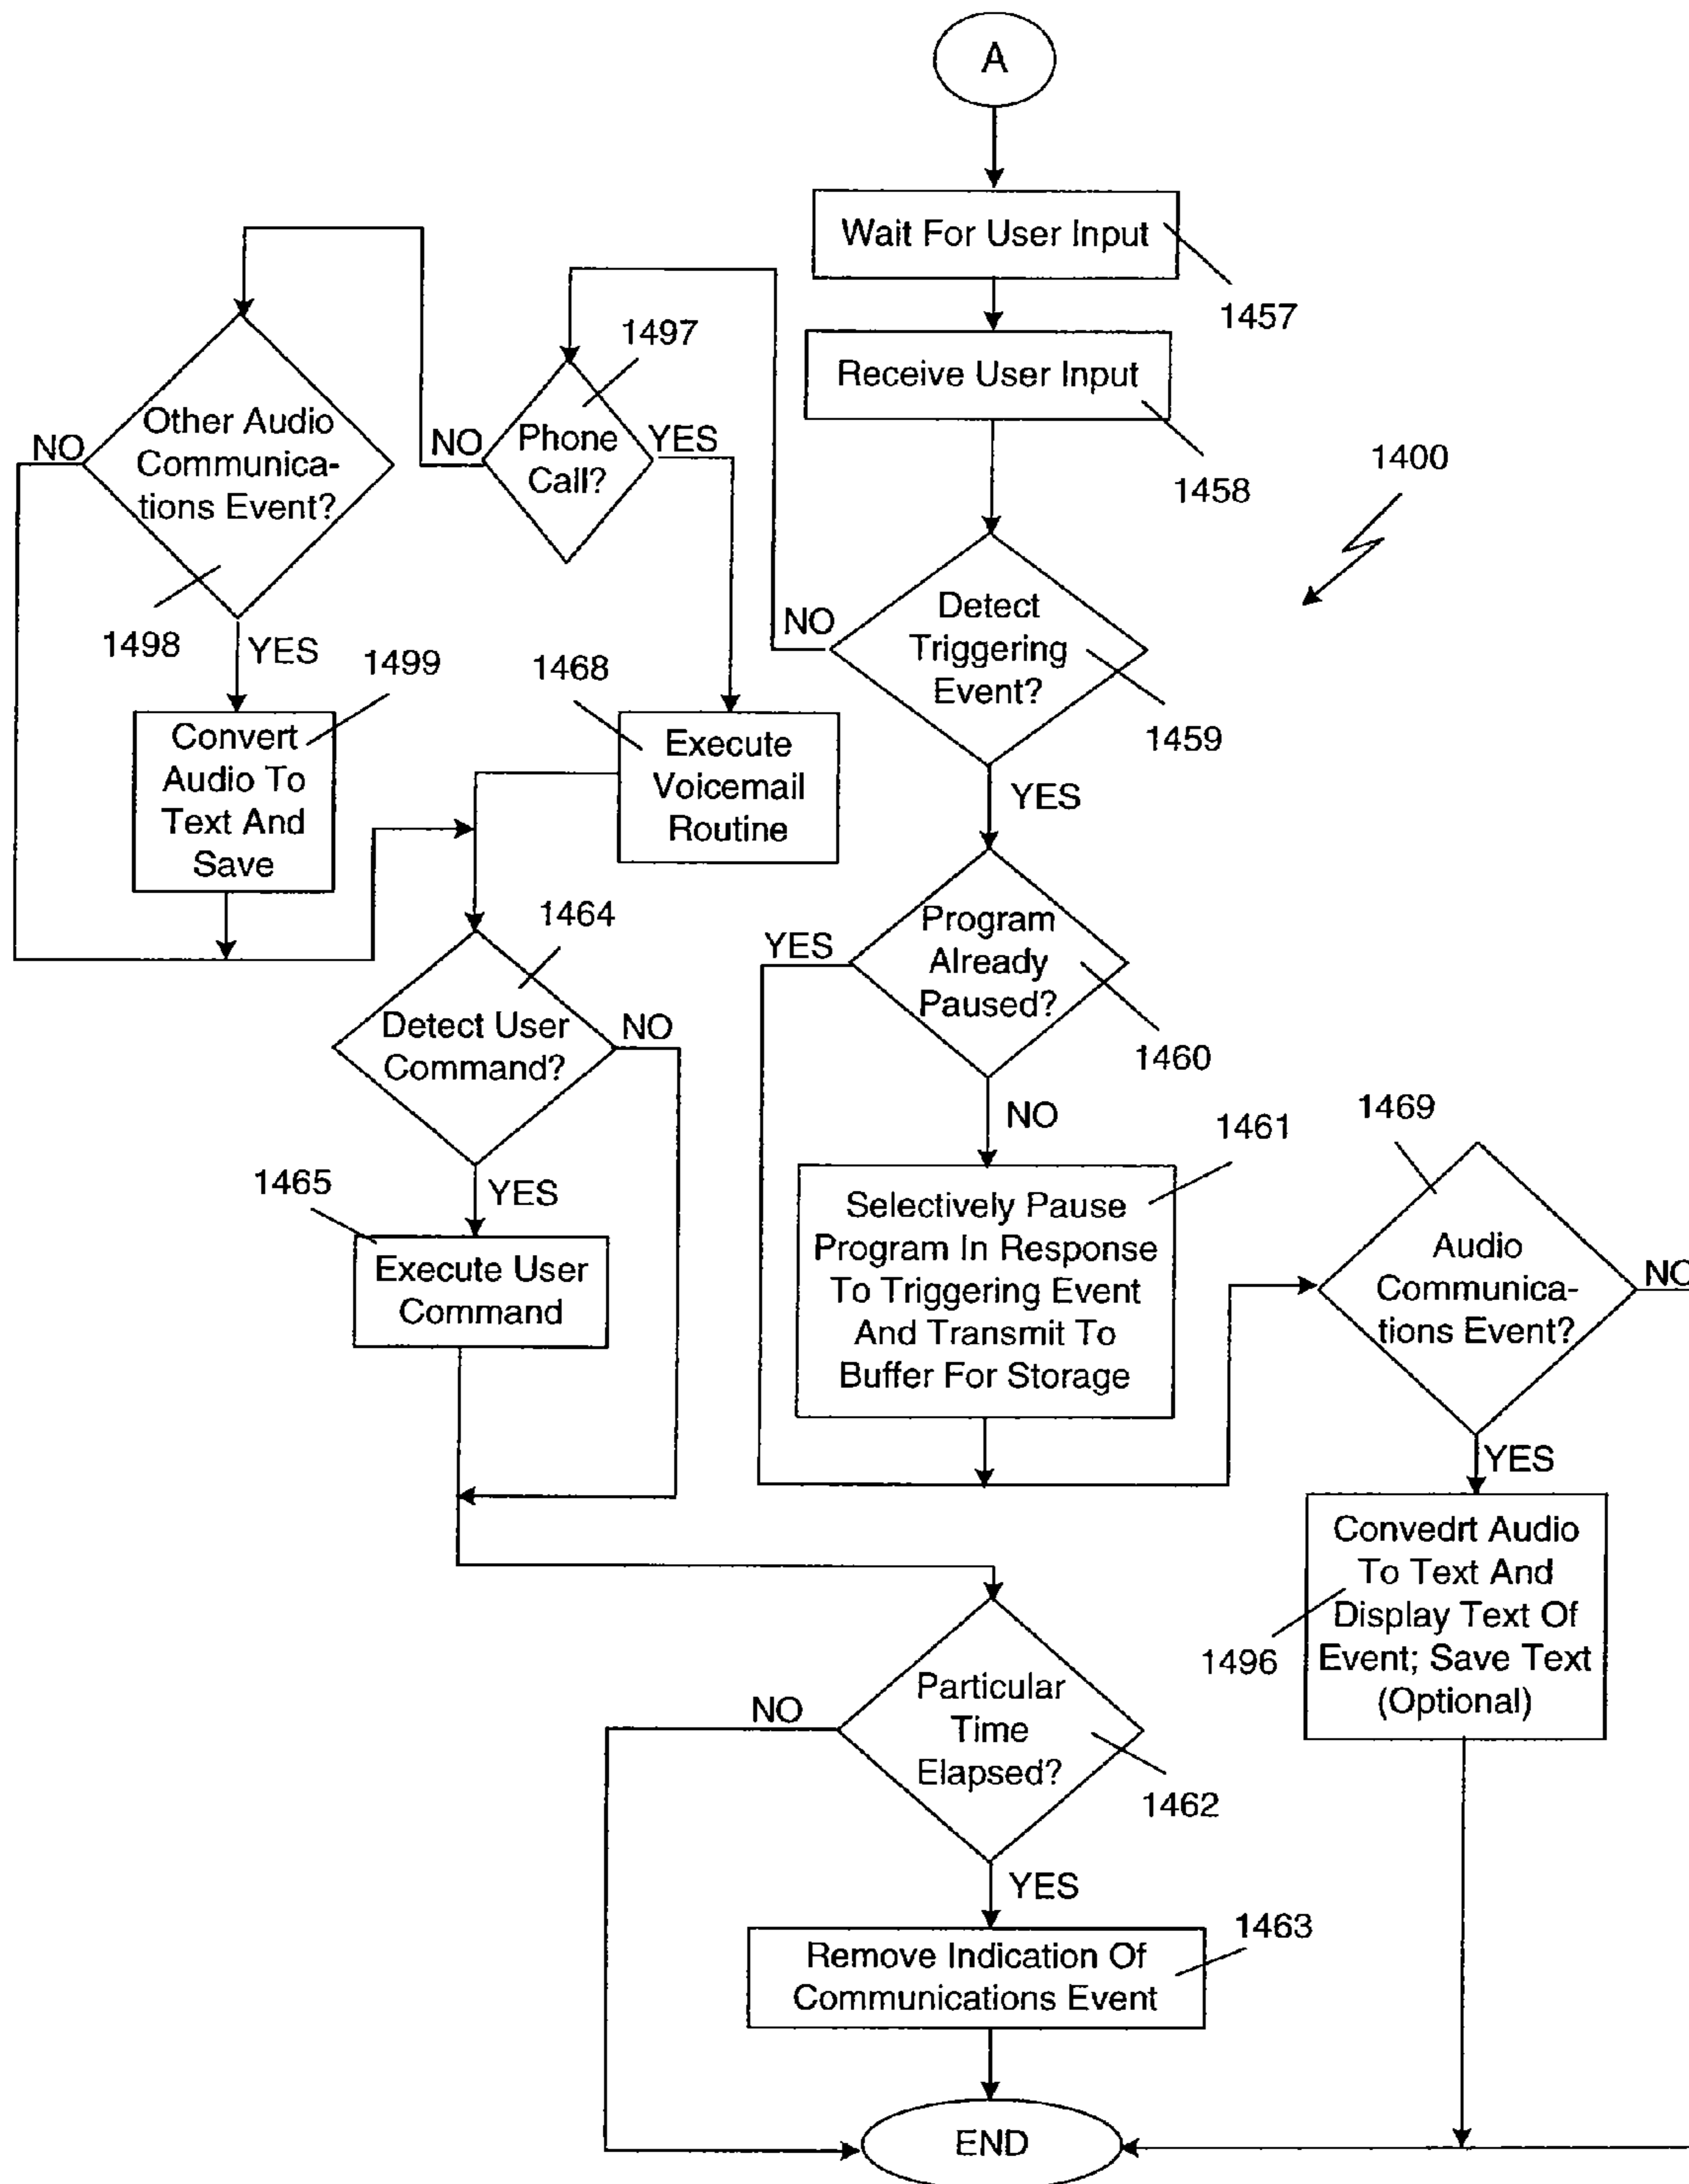 A
Wait For User Input
1457
Receive User Input
1458
1400
Detect
Triggering
Event?
1459
NO
YES
1497
Phone
Call?
NO
YES
Other Audio
Communica-
tions Event?
NO
1498
YES
1499
Convert
Audio To
Text And
Save
1468
Execute
Voicemail
Routine
1464
Detect User
Command?
NO
YES
1465
Execute User
Command
Program
Already
Paused?
YES
1460
NO
1461
Selectively Pause
Program In Response
To Triggering Event
And Transmit To
Buffer For Storage
1469
Audio
Communica-
tions Event?
NO
YES
Convedrt Audio
To Text And
Display Text Of
Event; Save Text
(Optional)
1496
Particular
Time
Elapsed?
NO
1462
YES
1463
Remove Indication Of
Communications Event
END